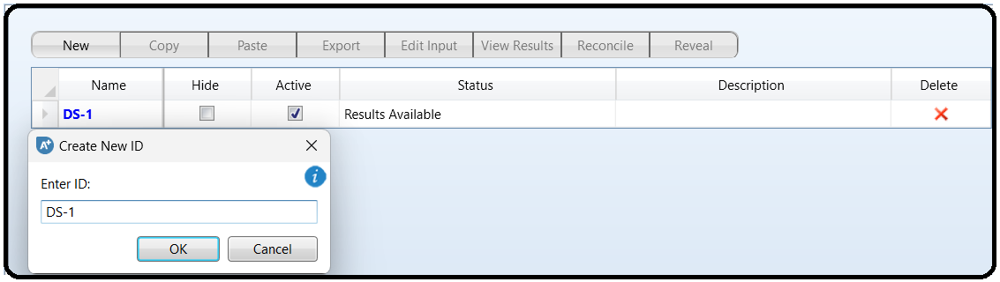 New Copy Paste Export Edit Input View Results Reconcile Reveal
Name Hide Active Status Description Delete
DS-1 Results Available
A+ Create New ID
Enter ID:
i
DS-1
OK Cancel